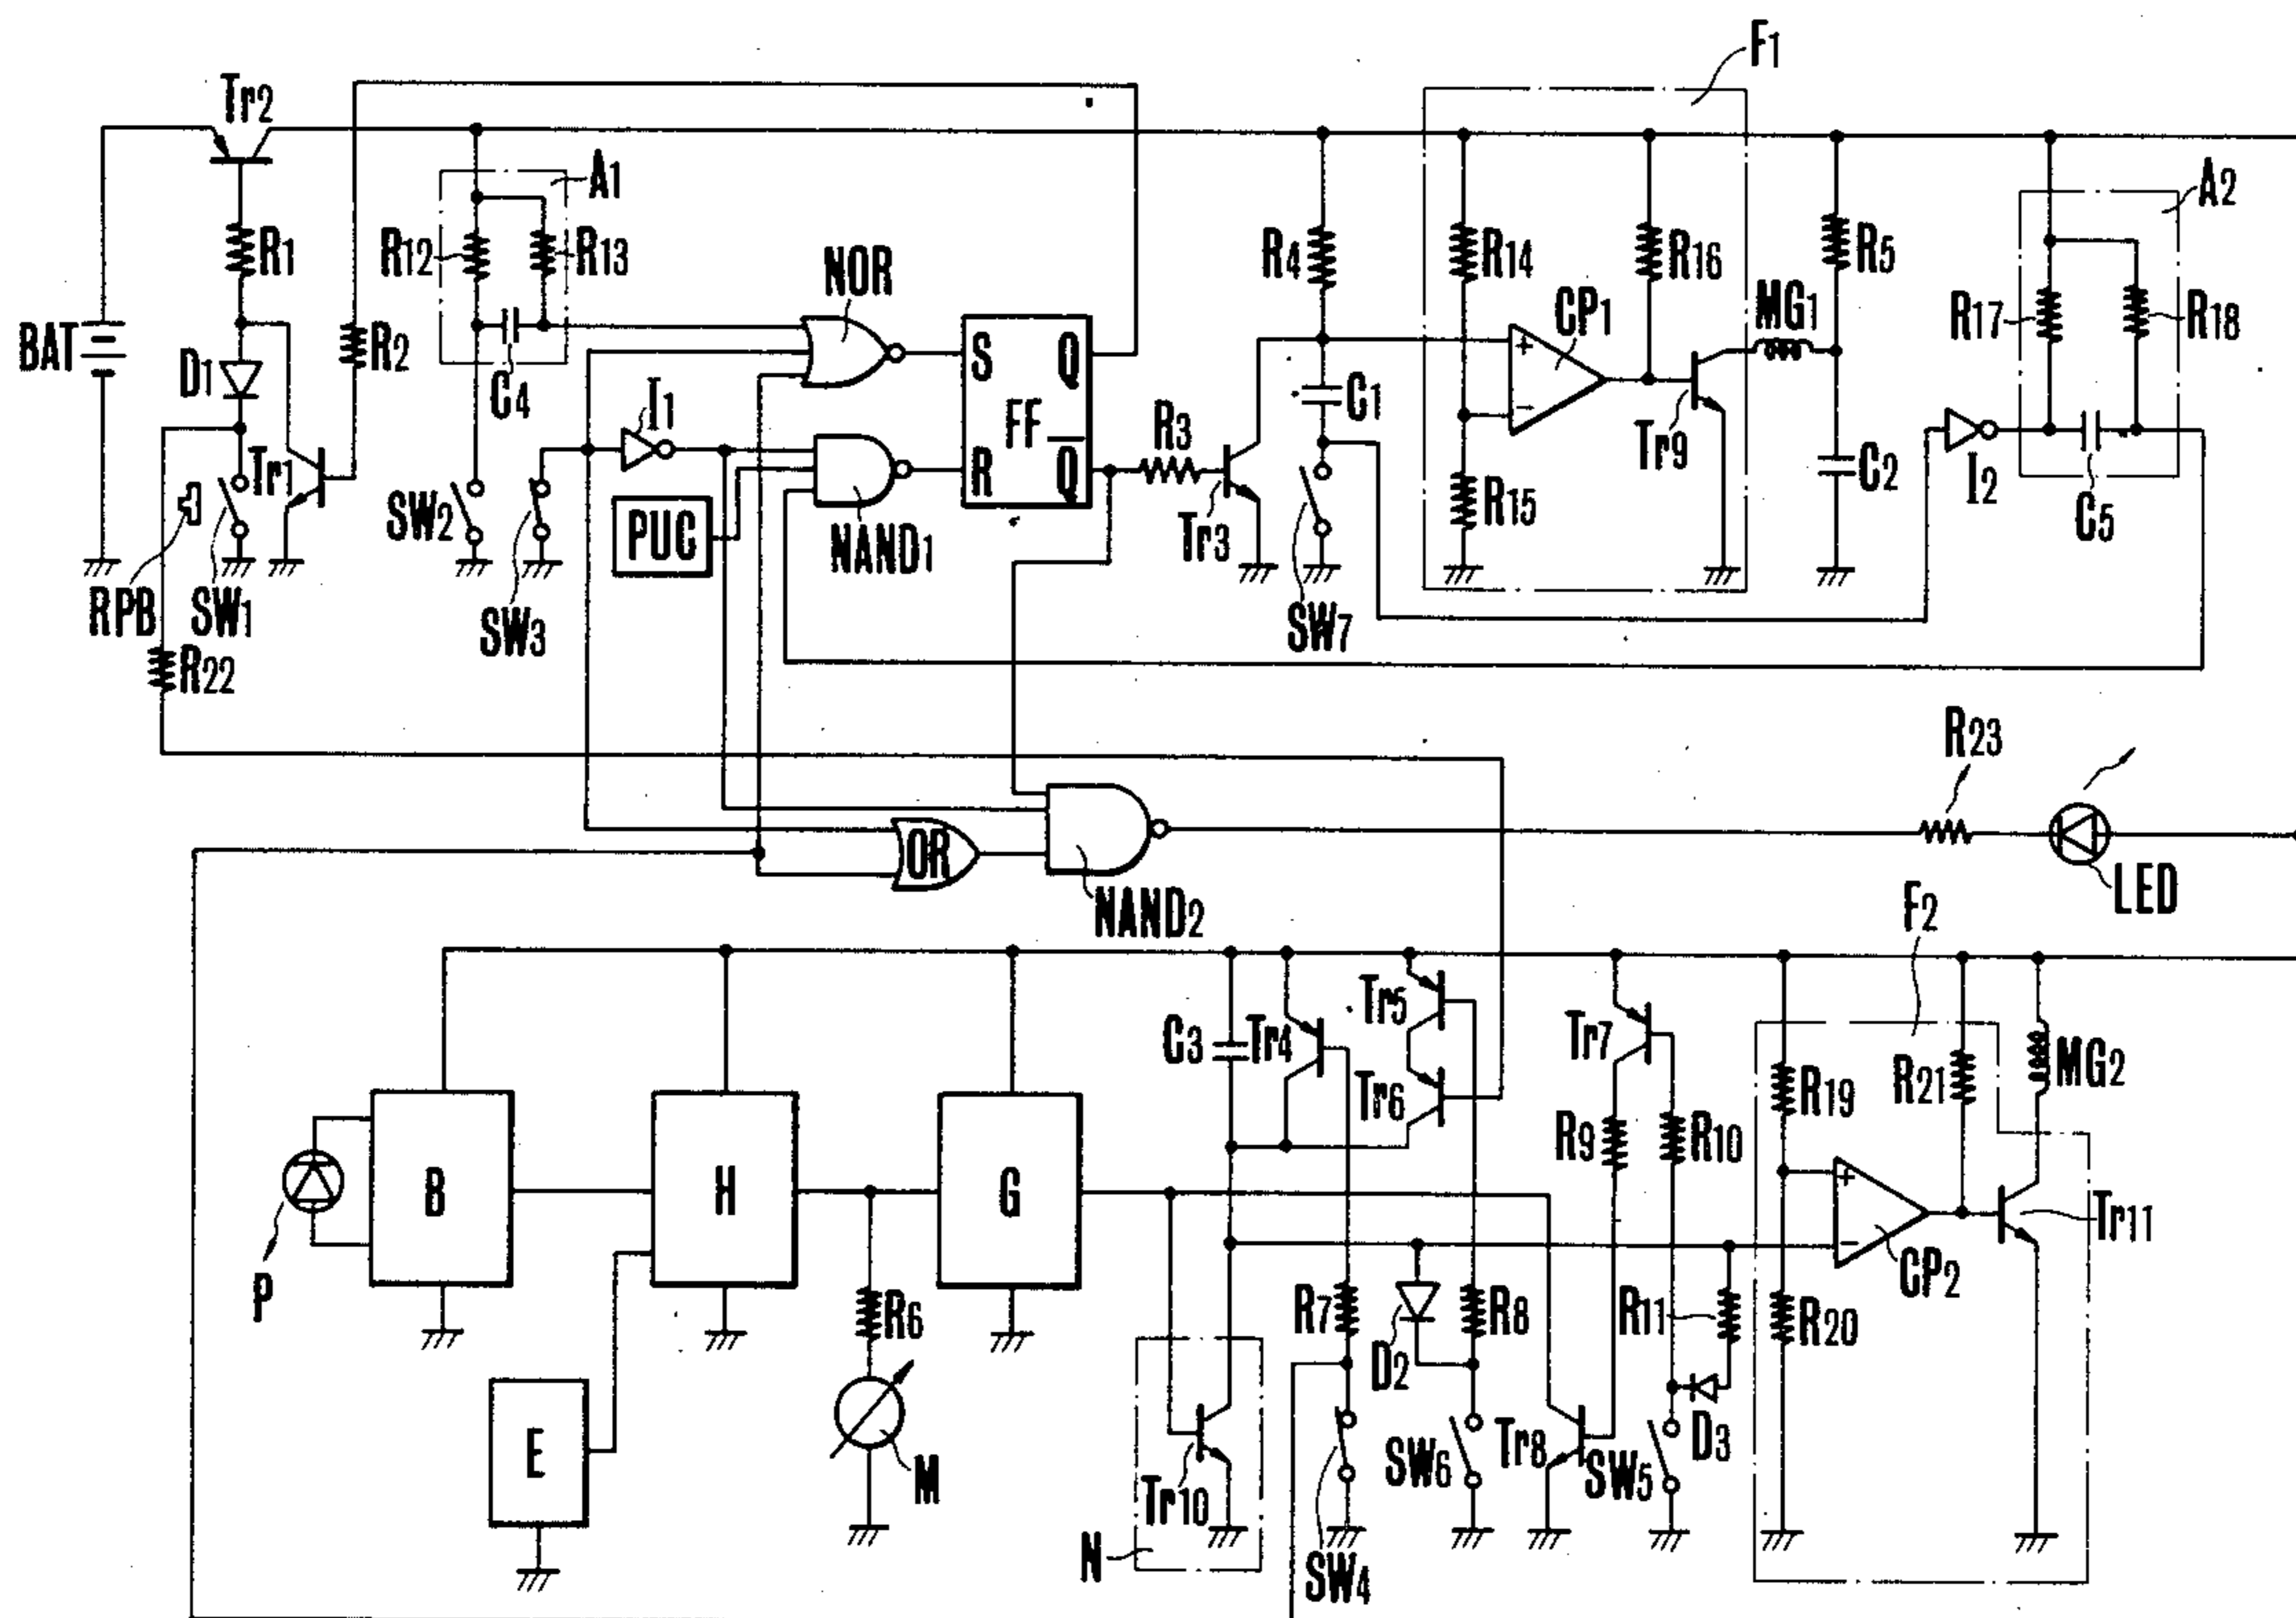 F1
Tr2
A1
A2
R1
R12
R13
NOR
R4
R14
R16
R5
CP1
MG1
R17
R18
BAT
D1
R2
C4
S
Q
I1
C1
FF
R3
Tr9
C2
I2
Tr1
SW2
R
Q
R15
C5
PUC
NAND1
Tr3
RPB
SW1
SW3
SW7
R22
R23
OR
LED
NAND2
F2
Tr5
C3
Tr4
Tr7
MG2
Tr6
R19
R21
R9
R10
B
H
G
+
−
+
−
Tr11
CP2
P
R6
R7
R8
R11
R20
D2
D3
E
M
Tr10
SW6
Tr8
SW5
N
SW4